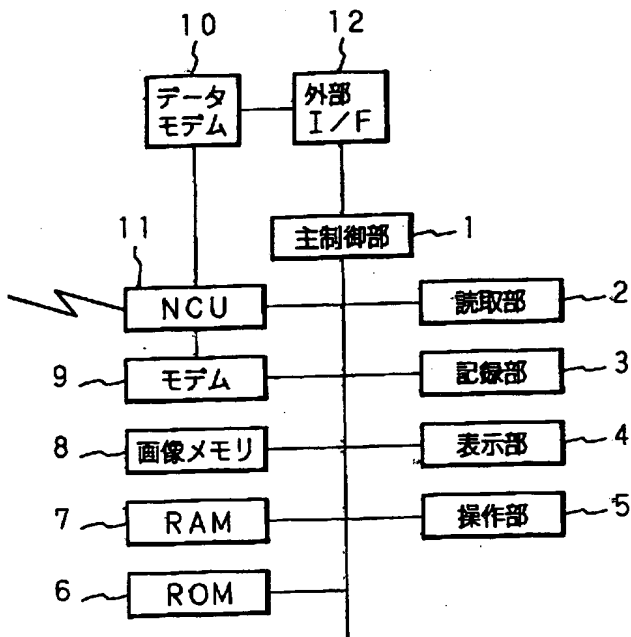 10
12
データ
モデム
外部
I/F
主制御部
1
11
NCU
読取部
2
9
モデム
記録部
3
8
画像メモリ
表示部
4
7
RAM
操作部
5
6
ROM